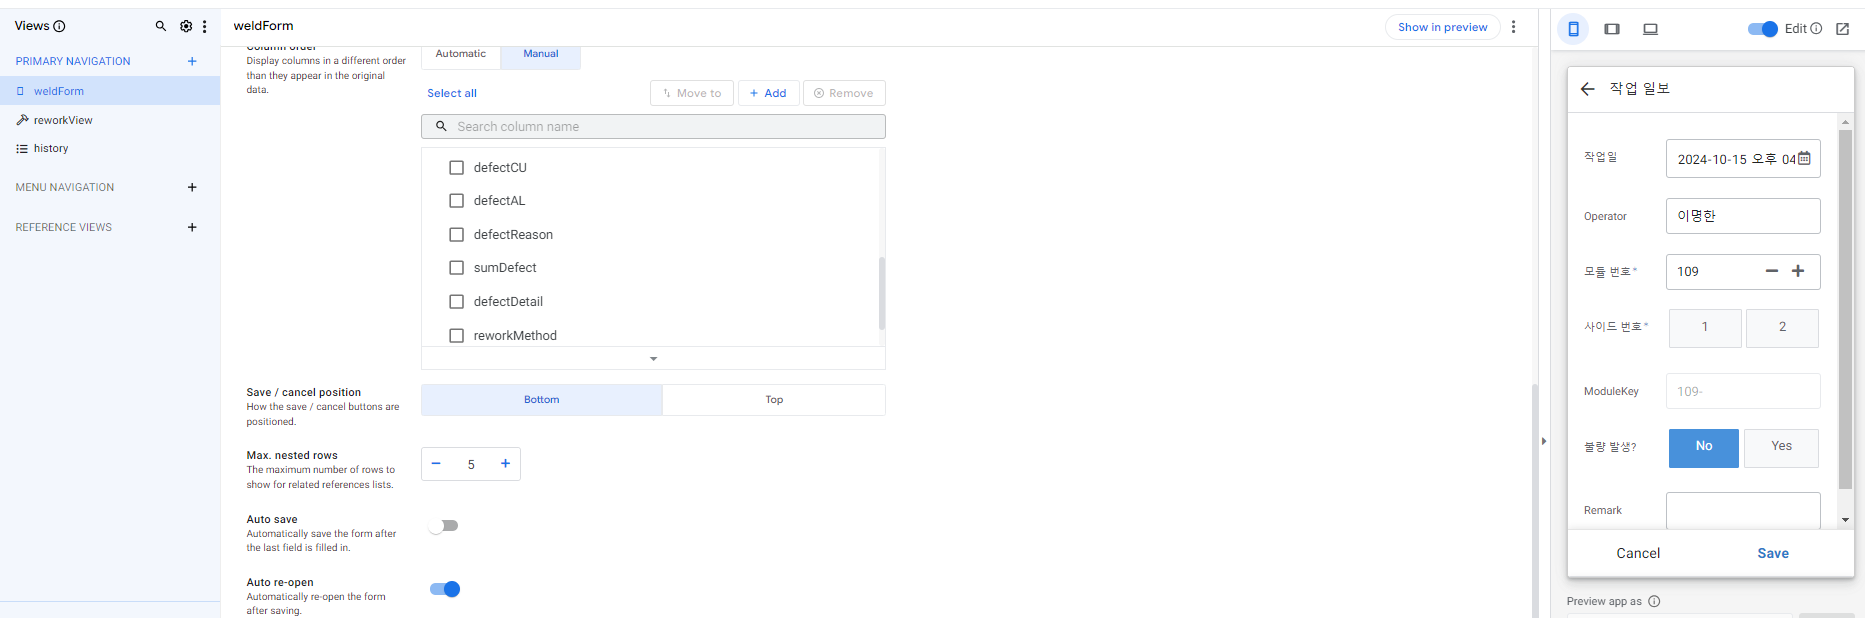 Views
PRIMARY NAVIGATION
weldForm
reworkView
history
MENU NAVIGATION
REFERENCE VIEWS
weldForm
Show in preview
Column order
Display columns in a different order
than they appear in the original
data.
Automatic
Manual
Select all
Move to
Add
Remove
Search column name
defectCU
defectAL
defectReason
sumDefect
defectDetail
reworkMethod
Save / cancel position
How the save / cancel buttons are
positioned.
Bottom
Top
Max. nested rows
The maximum number of rows to
show for related references lists.
5
Auto save
Automatically save the form after
the last field is filled in.
Auto re-open
Automatically re-open the form
after saving.
Edit
작업 일보
작업일
2024-10-15 오후 04
Operator
이명한
모듈 번호*
109
사이드 번호*
1
2
ModuleKey
109-
불량 발생?
No
Yes
Remark
Cancel
Save
Preview app as